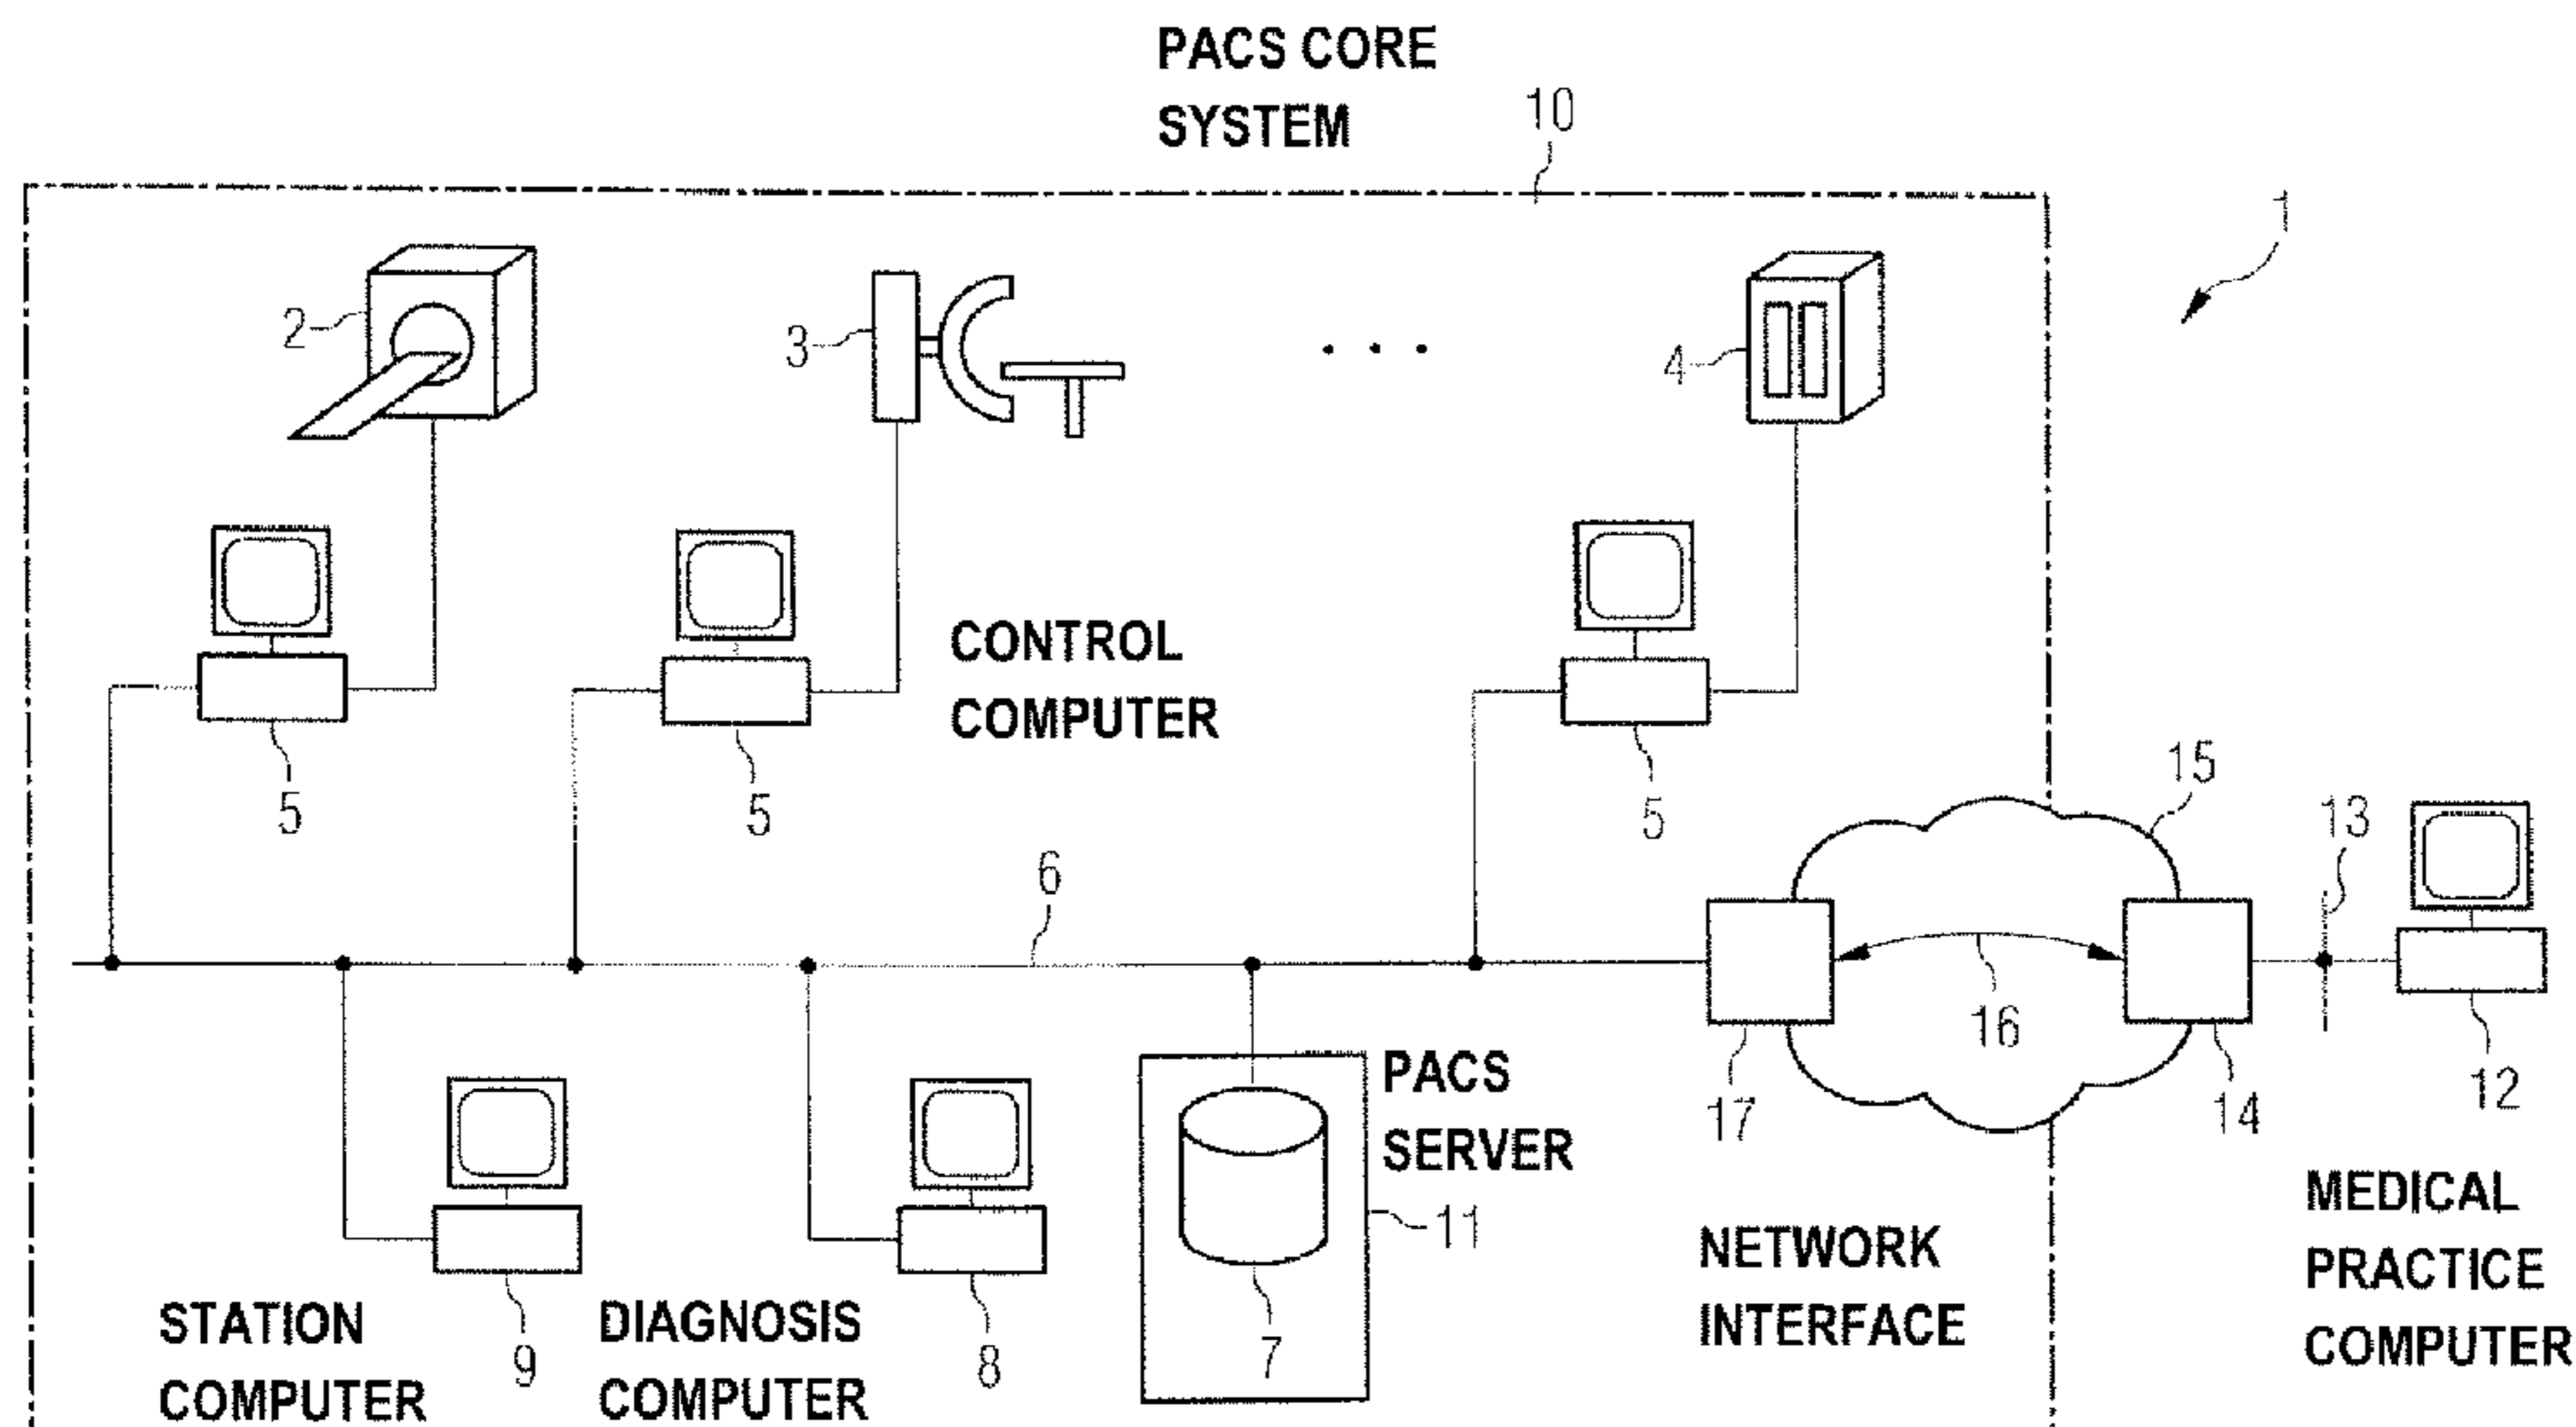 PACS CORE
SYSTEM
10
1
2
3
4
CONTROL
COMPUTER
5
5
5
15
13
6
16
17
14
12
PACS
SERVER
11
7
NETWORK
INTERFACE
MEDICAL
PRACTICE
COMPUTER
STATION
COMPUTER
9
DIAGNOSIS
COMPUTER
8